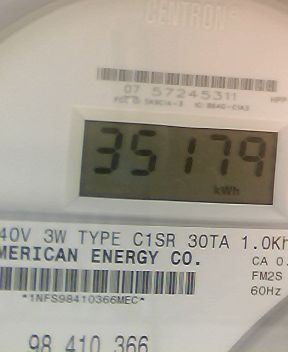 CENTRON®
07 57245311
35179
kWh
40V 3W TYPE C1SR 30TA 1.0Kh
MERICAN ENERGY CO.
CA 0.
FM2S
60Hz
*1NFS98410366MEC*
98 410 366